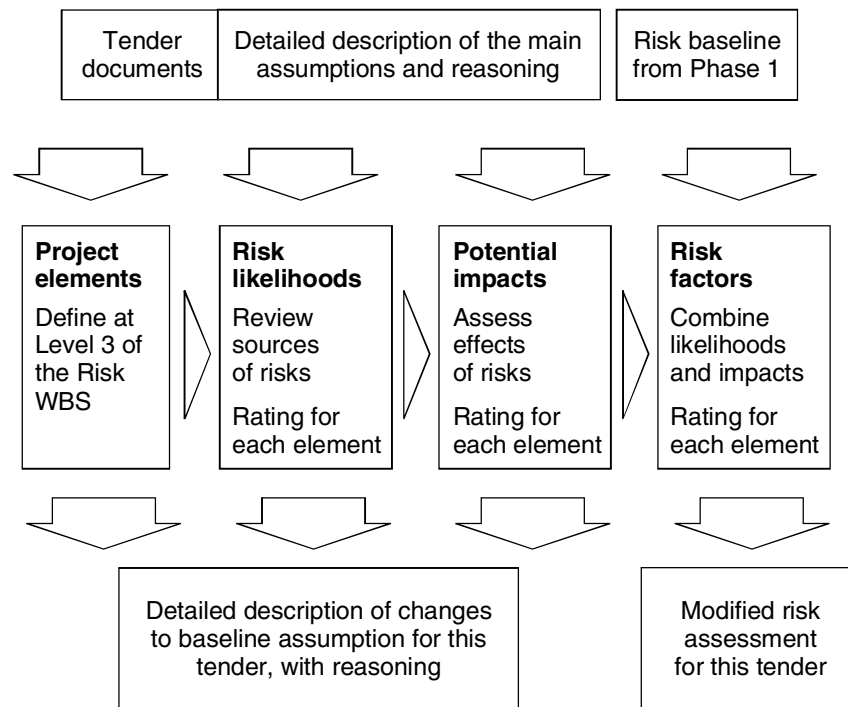 Tender
documents
Detailed description of the main
assumptions and reasoning
Risk baseline
from Phase 1
Project
elements
Define at
Level 3 of
the Risk
WBS
Risk
likelihoods
Review
sources
of risks
Rating for
each element
Potential
impacts
Assess
effects
of risks
Rating for
each element
Risk
factors
Combine
likelihoods
and impacts
Rating for
each element
Detailed description of changes
to baseline assumption for this
tender, with reasoning
Modified risk
assessment
for this tender